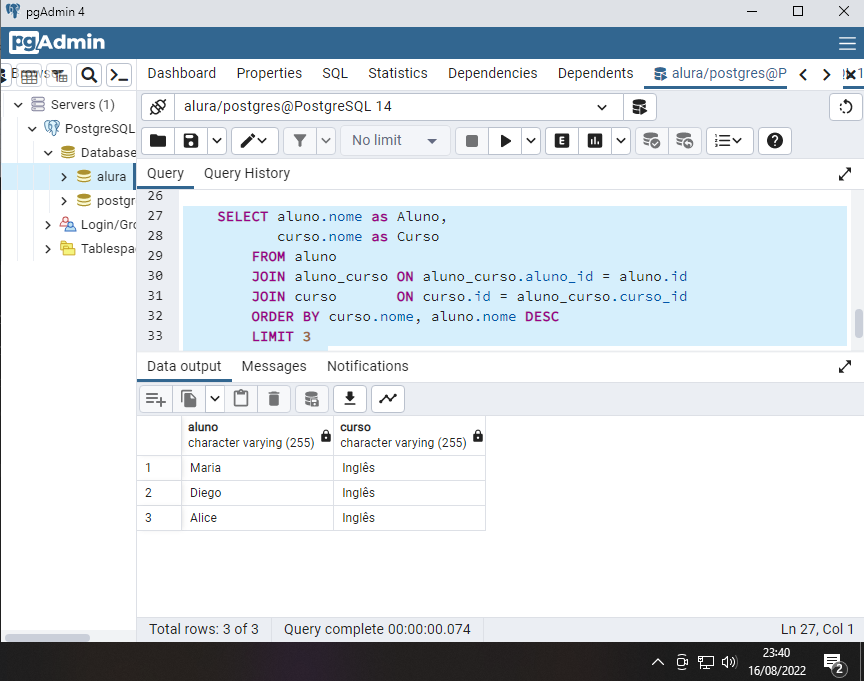 pgAdmin 4
pgAdmin
Dashboard Properties SQL Statistics Dependencies Dependents alura/postgres@P
Servers (1)
alura/postgres@PostgreSQL 14
PostgreSQL
No limit
E
Database
alura
Query Query History
postgr
Login/Gro
Tablespa
26
27 SELECT aluno.nome as Aluno,
28 curso.nome as Curso
29 FROM aluno
30 JOIN aluno_curso ON aluno_curso.aluno_id = aluno.id
31 JOIN curso ON curso.id = aluno_curso.curso_id
32 ORDER BY curso.nome, aluno.nome DESC
33 LIMIT 3
Data output Messages Notifications
aluno curso
character varying (255) character varying (255)
1 Maria Inglês
2 Diego Inglês
3 Alice Inglês
Total rows: 3 of 3 Query complete 00:00:00.074 Ln 27, Col 1
23:40
16/08/2022
2